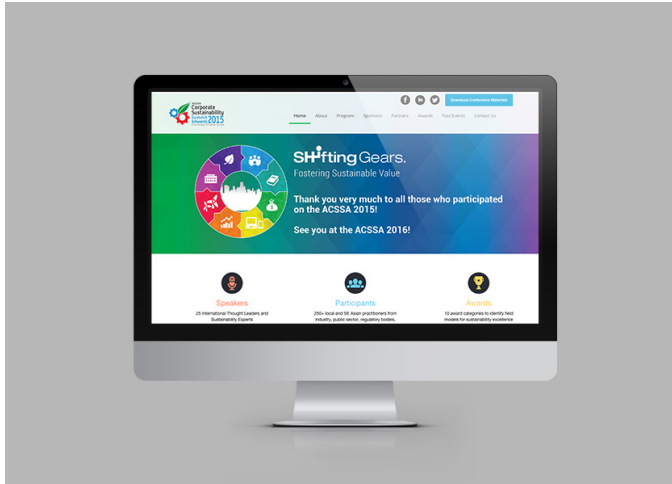 Corporate
Sustainability
Summit
&Awards 2015
Download Conference Materials
Home About Program Sponsors Partners Awards Past Events Contact Us
SHifting Gears.
Fostering Sustainable Value
Thank you very much to all those who participated
on the ACSSA 2015!
See you at the ACSSA 2016!
Speakers
25 International Thought Leaders and
Sustainability Experts
Participants
250+ local and SE Asian practitioners from
industry, public sector, regulatory bodies,
Awards
10 award categories to identify field
models for sustainability excellence